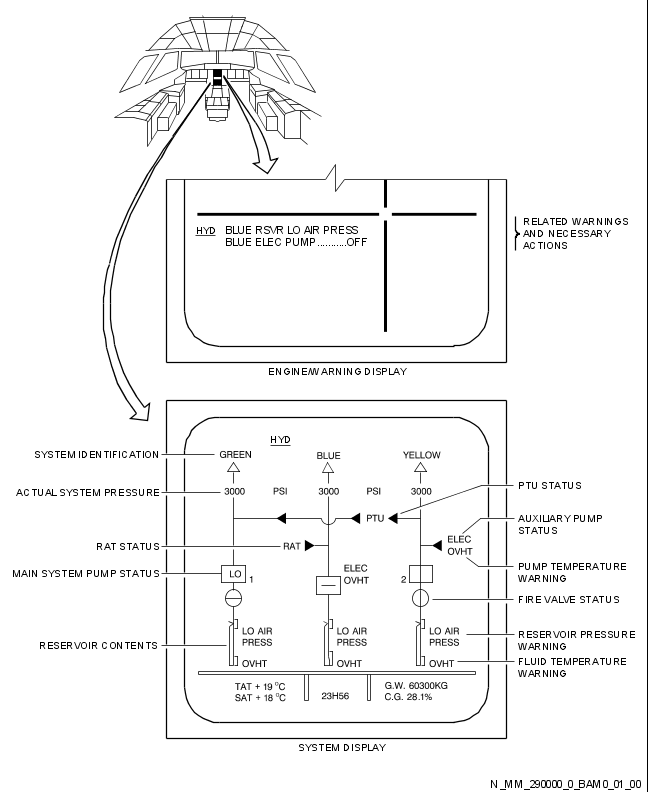 HYD BLUE RSVR LO AIR PRESS
BLUE ELEC PUMP..........OFF
RELATED WARNINGS
AND NECESSARY
ACTIONS
ENGINE/WARNING DISPLAY
HYD
SYSTEM IDENTIFICATION GREEN BLUE YELLOW
ACTUAL SYSTEM PRESSURE 3000 PSI 3000 PSI 3000
PTU STATUS
PTU
AUXILIARY PUMP
STATUS
RAT STATUS RAT
ELEC
OVHT
PUMP TEMPERATURE
WARNING
MAIN SYSTEM PUMP STATUS LO 1
ELEC
OVHT
2
FIRE VALVE STATUS
LO AIR
PRESS
LO AIR
PRESS
LO AIR
PRESS
RESERVOIR PRESSURE
WARNING
RESERVOIR CONTENTS
OVHT OVHT OVHT
FLUID TEMPERATURE
WARNING
TAT + 19 °C
SAT + 18 °C
23H56
G.W. 60300KG
C.G. 28.1%
SYSTEM DISPLAY
N_MM_290000_0_BAM0_01_00